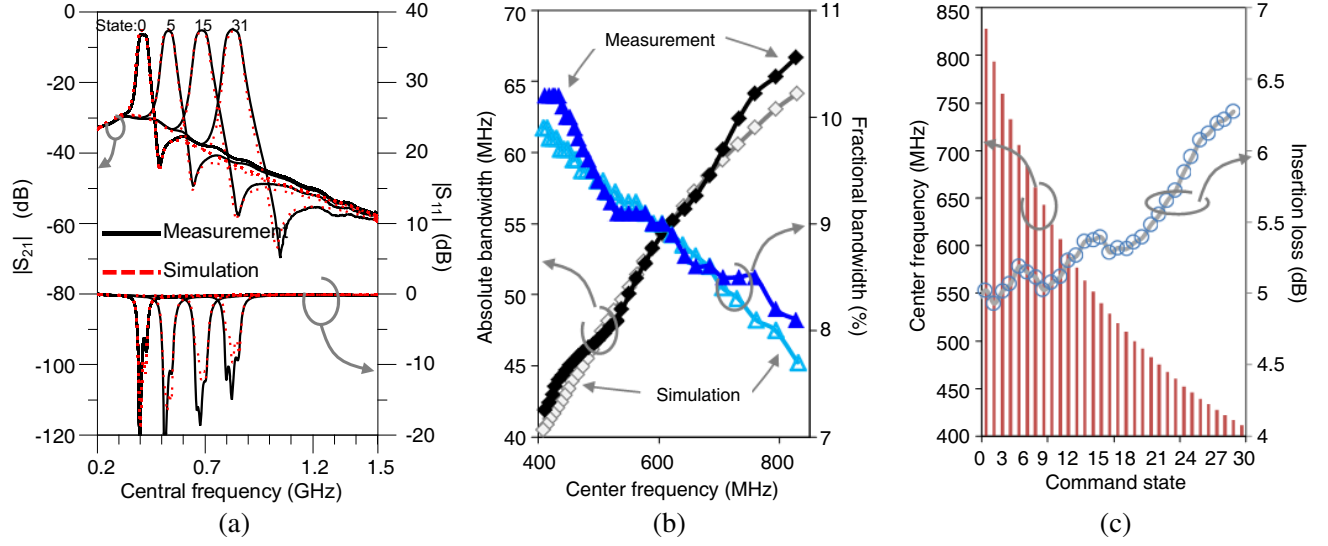 0
-20
-40
-60
-80
-100
-120
|S21| (dB)
State:0 5 15 31
Measurement
Simulation
40
30
20
10
0
-10
-20
|S11| (dB)
0.2 0.7 1.2 1.5
Central frequency (GHz)
(a)
70
65
60
55
50
45
40
Absolute bandwidth (MHz)
Measurement
Simulation
11
10
9
8
7
Fractional bandwidth (%)
400 600 800
Center frequency (MHz)
(b)
850
800
750
700
650
600
550
500
450
400
Center frequency (MHz)
7
6.5
6
5.5
5
4.5
4
Insertion loss (dB)
0 3 6 9 12 15 18 21 24 27 30
Command state
(c)